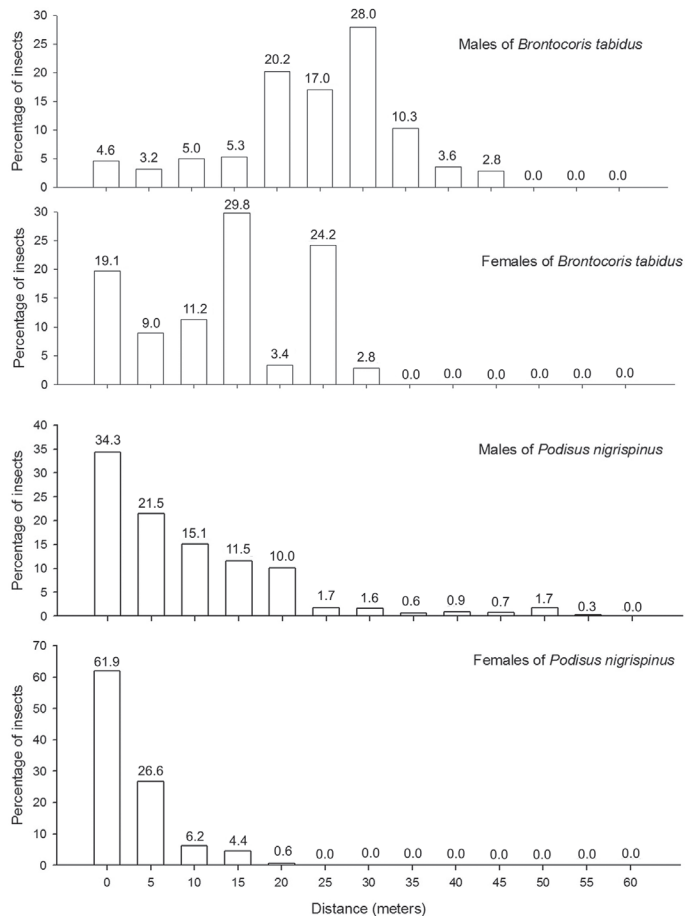 Percentage of insects
30
25
20
15
10
5
0
Males of Brontocoris tabidus
4.6 3.2 5.0 5.3 20.2 17.0 28.0 10.3 3.6 2.8 0.0 0.0 0.0
Percentage of insects
30
25
20
15
10
5
0
Females of Brontocoris tabidus
19.1 9.0 11.2 29.8 3.4 24.2 2.8 0.0 0.0 0.0 0.0 0.0 0.0
Percentage of insects
40
35
30
25
20
15
10
5
0
Males of Podisus nigrispinus
34.3 21.5 15.1 11.5 10.0 1.7 1.6 0.6 0.9 0.7 1.7 0.3 0.0
Percentage of insects
70
60
50
40
30
20
10
0
Females of Podisus nigrispinus
61.9 26.6 6.2 4.4 0.6 0.0 0.0 0.0 0.0 0.0 0.0 0.0 0.0
0 5 10 15 20 25 30 35 40 45 50 55 60
Distance (meters)